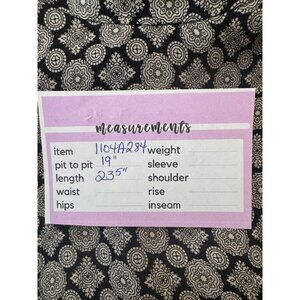 measurements
item 1104A284 weight
pit to pit 19" sleeve
length 23.5" shoulder
waist rise
hips inseam